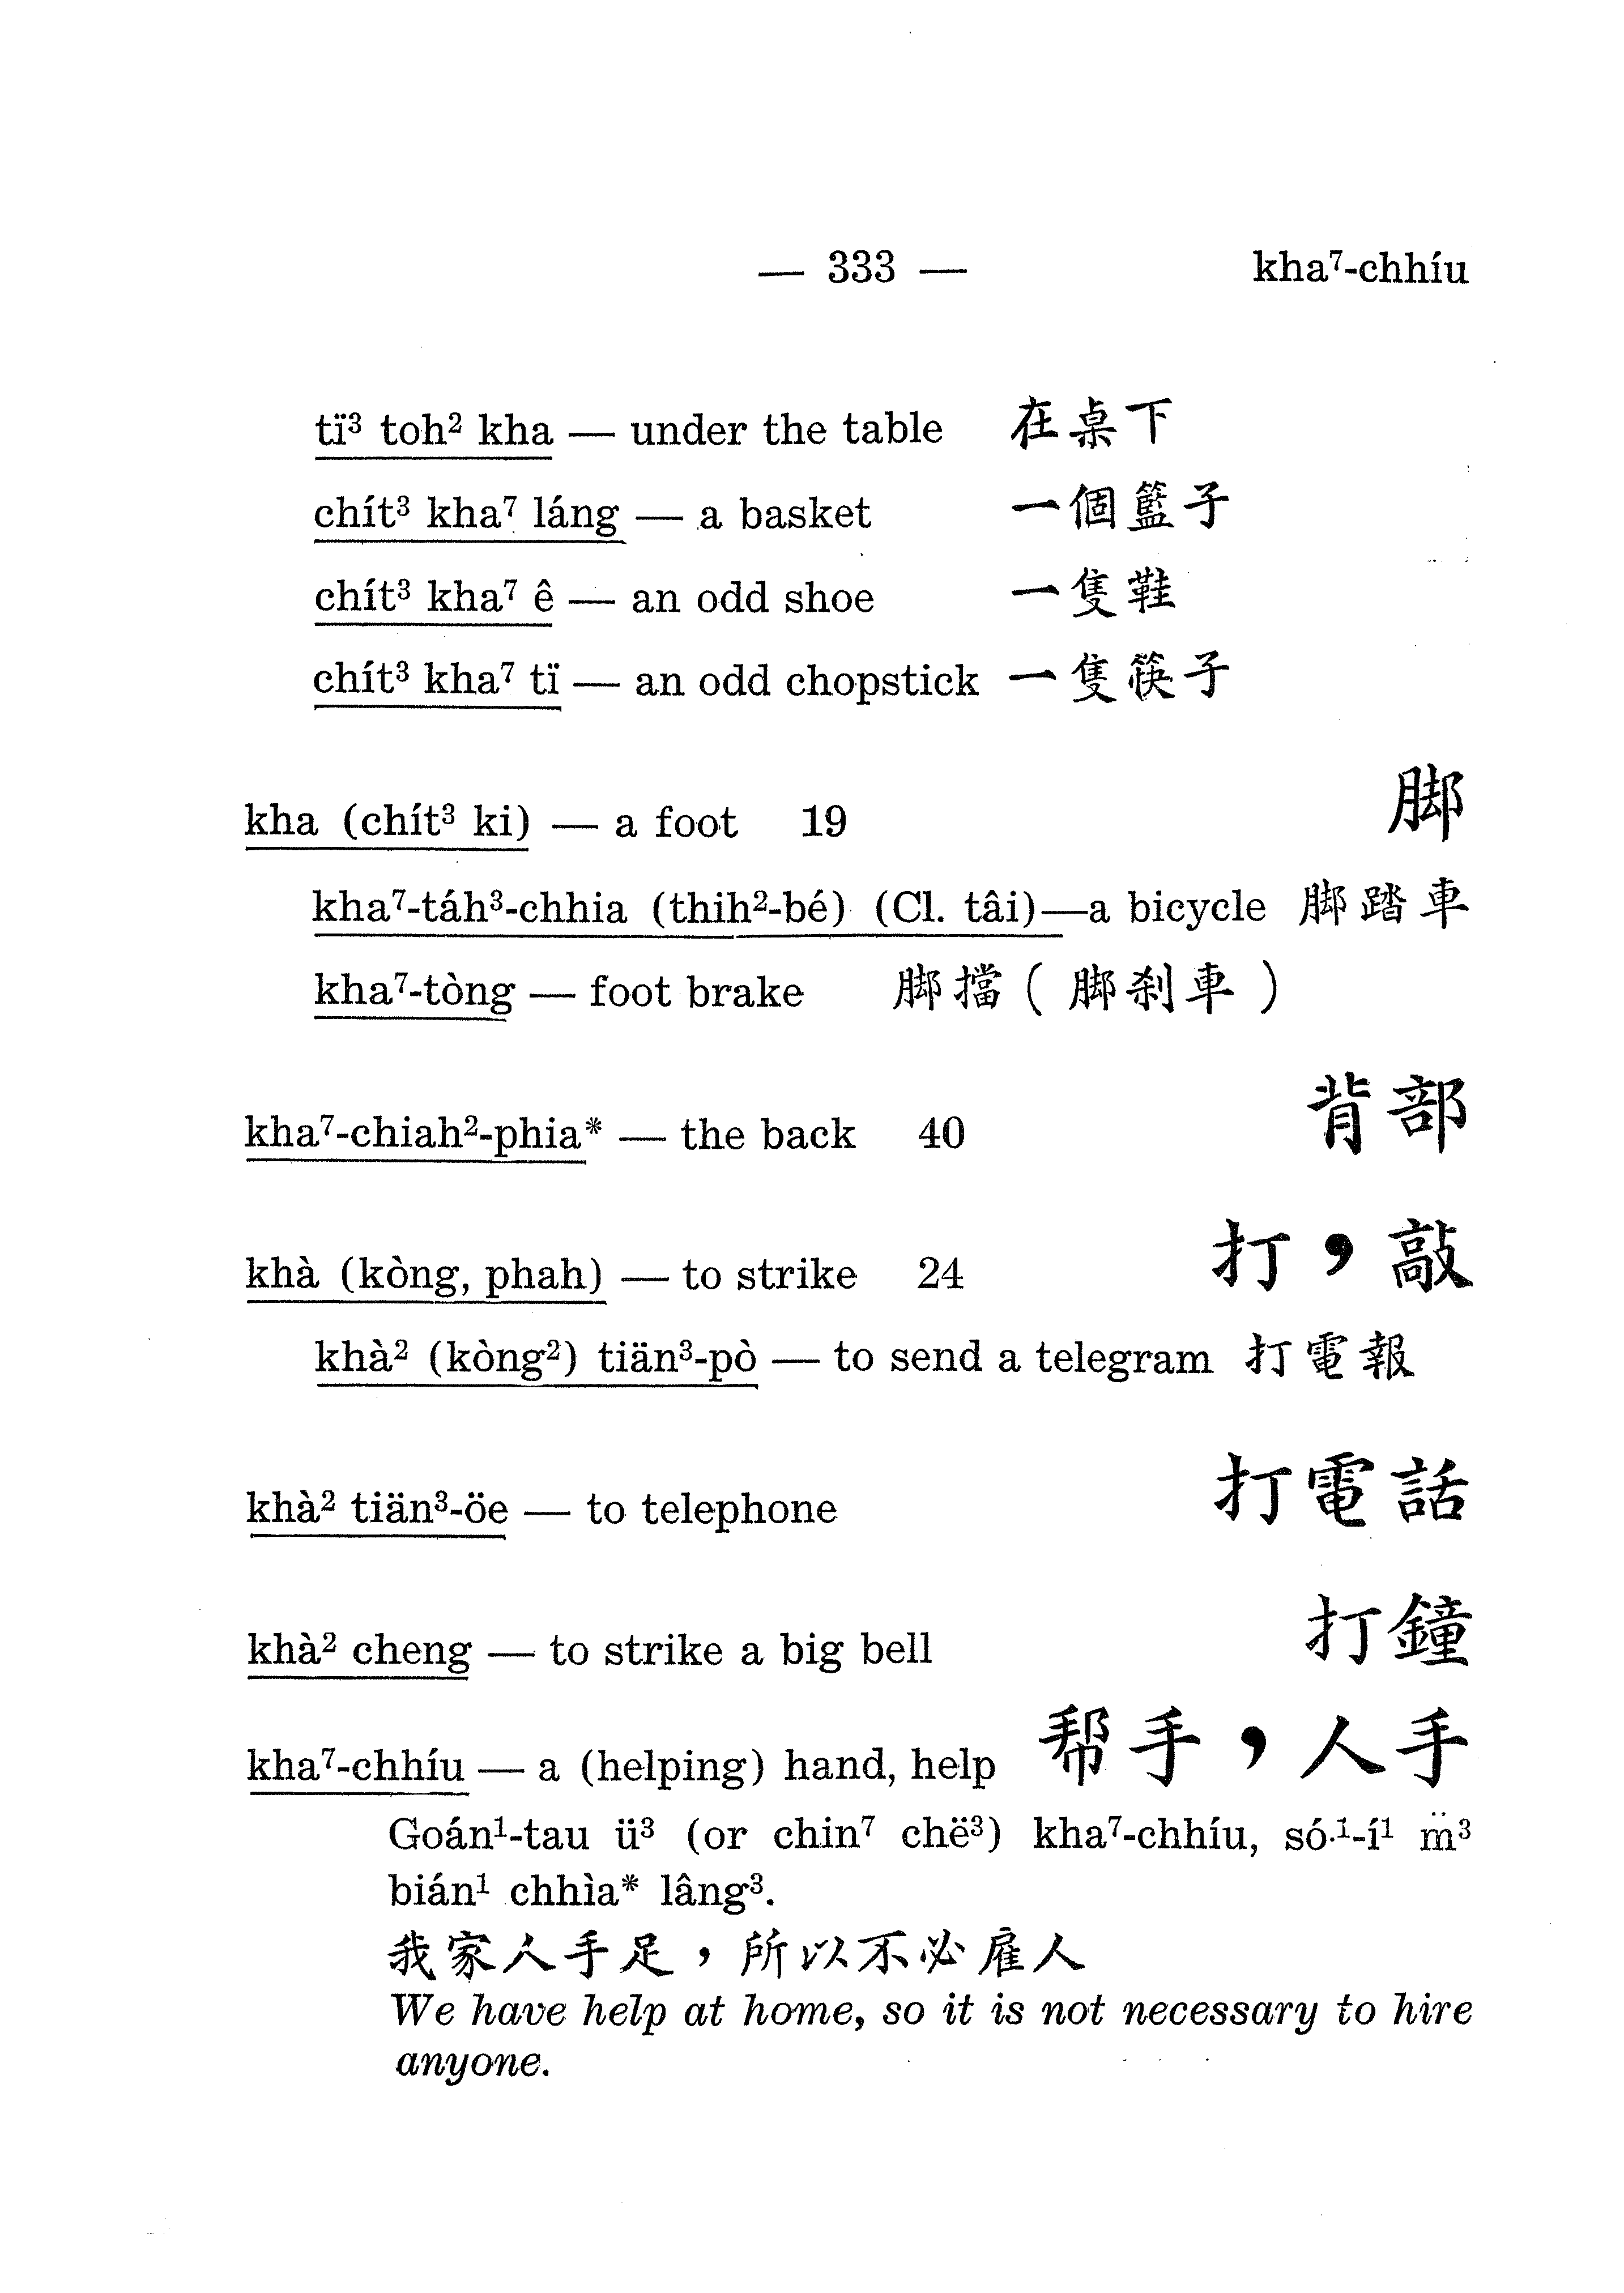 — 333 — kha⁷-chhíu
tï³ toh² kha — under the table 在桌下
chít³ kha⁷ láng — a basket 一個籃子
chít³ kha⁷ ê — an odd shoe 一隻鞋
chít³ kha⁷ tï — an odd chopstick 一隻筷子
kha (chít³ ki) — a foot 19 脚
kha⁷-táh³-chhia (thih²-bé) (Cl. tâi)—a bicycle 脚踏車
kha⁷-tòng — foot brake 脚擋(脚刹車)
kha⁷-chiah²-phia* — the back 40 背部
khà (kòng, phah) — to strike 24 打,敲
khà² (kòng²) tiän³-pò — to send a telegram 打電報
khà² tiän³-öe — to telephone 打電話
khà² cheng — to strike a big bell 打鐘
kha⁷-chhíu — a (helping) hand, help 帮手,人手
Goán¹-tau ü³ (or chin⁷ chë³) kha⁷-chhíu, só·¹-í¹ m̈³
bián¹ chhìa* lâng³.
我家人手足,所以不必雇人
We have help at home, so it is not necessary to hire
anyone.